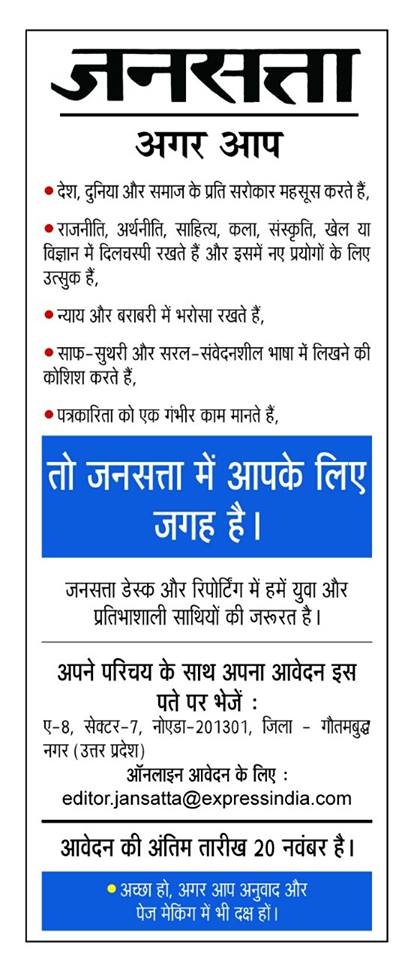 जनसत्ता
अगर आप
• देश, दुनिया और समाज के प्रति सरोकार महसूस करते हैं,
• राजनीति, अर्थनीति, साहित्य, कला, संस्कृति, खेल या
विज्ञान में दिलचस्पी रखते हैं और इसमें नए प्रयोगों के लिए
उत्सुक हैं,
• न्याय और बराबरी में भरोसा रखते हैं,
• साफ-सुथरी और सरल-संवेदनशील भाषा में लिखने की
कोशिश करते हैं,
• पत्रकारिता को एक गंभीर काम मानते हैं,
तो जनसत्ता में आपके लिए
जगह है।
जनसत्ता डेस्क और रिपोर्टिंग में हमें युवा और
प्रतिभाशाली साथियों की जरूरत है।
अपने परिचय के साथ अपना आवेदन इस
पते पर भेजें :
ए-8, सेक्टर-7, नोएडा-201301, जिला - गौतमबुद्ध
नगर (उत्तर प्रदेश)
ऑनलाइन आवेदन के लिए :
editor.jansatta@expressindia.com
आवेदन की अंतिम तारीख 20 नवंबर है।
• अच्छा हो, अगर आप अनुवाद और
पेज मेकिंग में भी दक्ष हों।